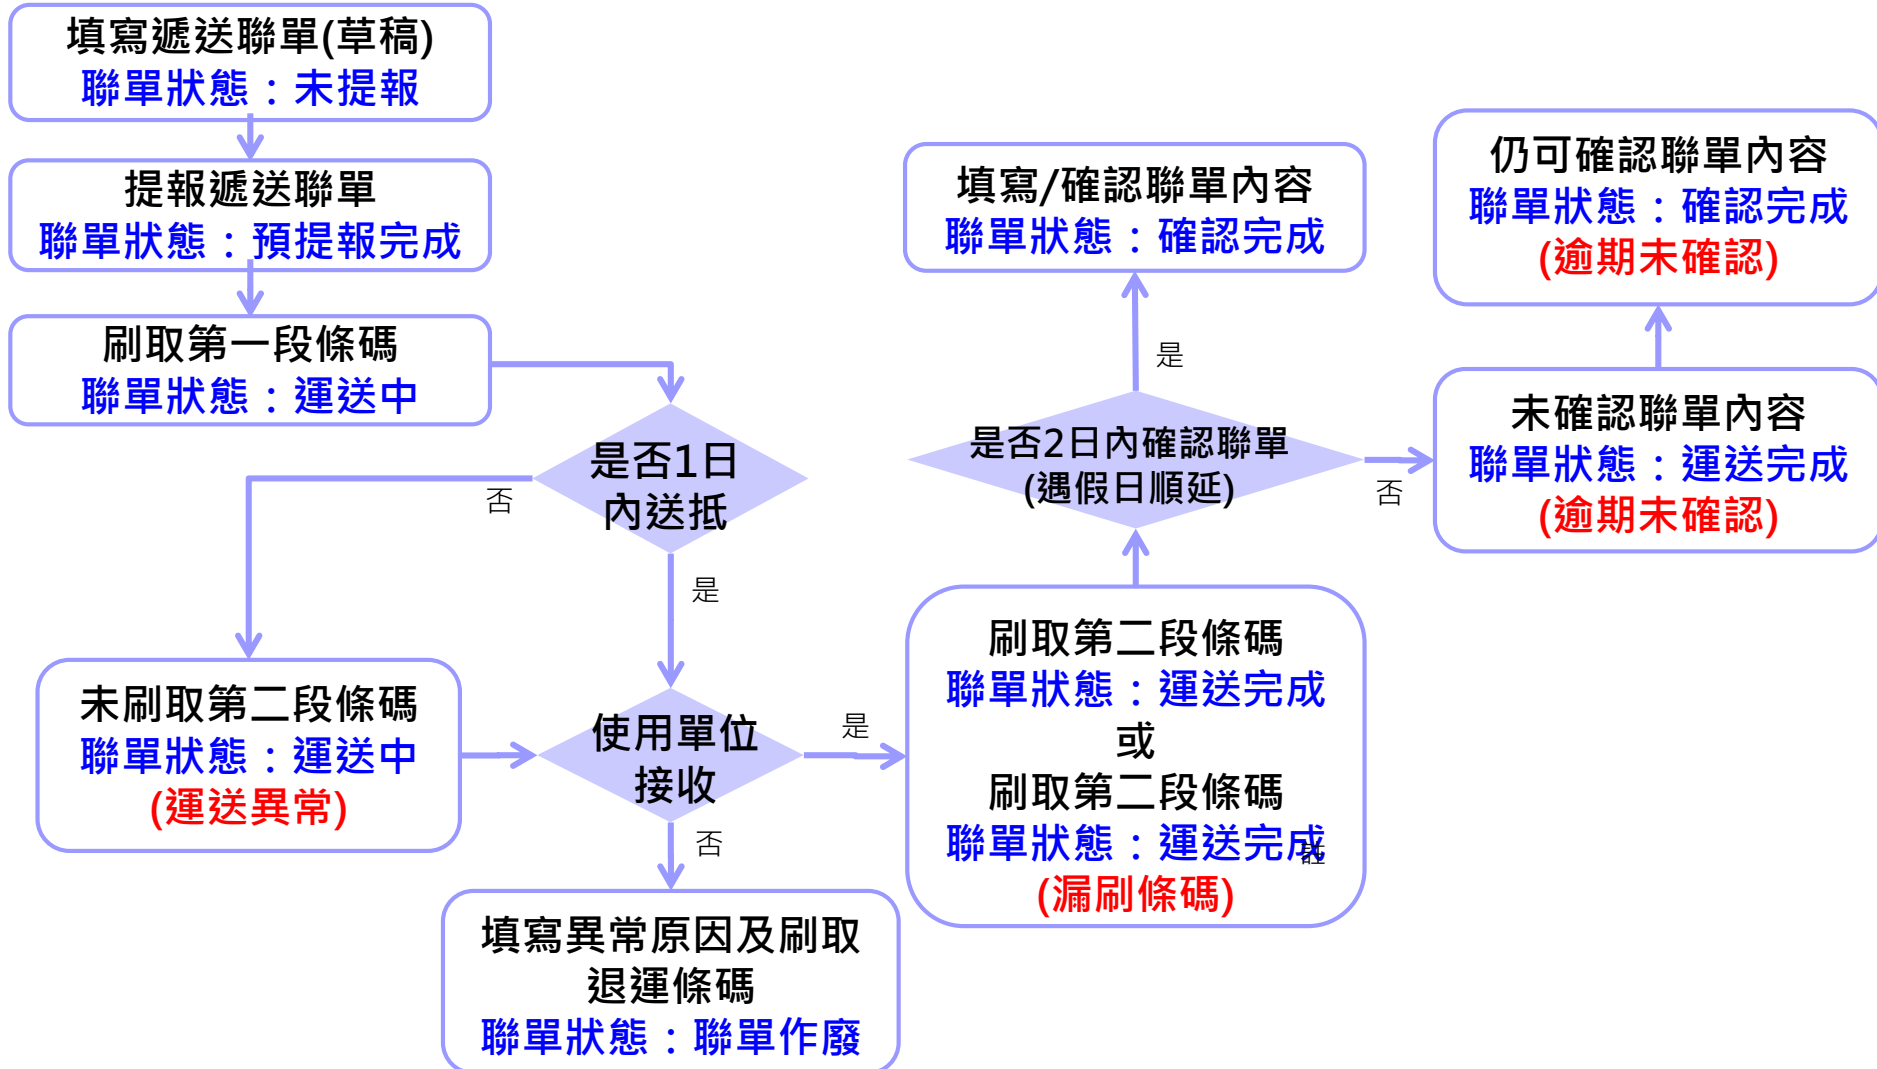 填寫遞送聯單(草稿)
聯單狀態：未提報
提報遞送聯單
聯單狀態：預提報完成
刷取第一段條碼
聯單狀態：運送中
是否1日
內送抵
否
是
未刷取第二段條碼
聯單狀態：運送中
(運送異常)
使用單位
接收
是
否
填寫異常原因及刷取
退運條碼
聯單狀態：聯單作廢
刷取第二段條碼
聯單狀態：運送完成
或
刷取第二段條碼
聯單狀態：運送完成註
(漏刷條碼)
是否2日內確認聯單
(遇假日順延)
是
否
填寫/確認聯單內容
聯單狀態：確認完成
未確認聯單內容
聯單狀態：運送完成
(逾期未確認)
仍可確認聯單內容
聯單狀態：確認完成
(逾期未確認)